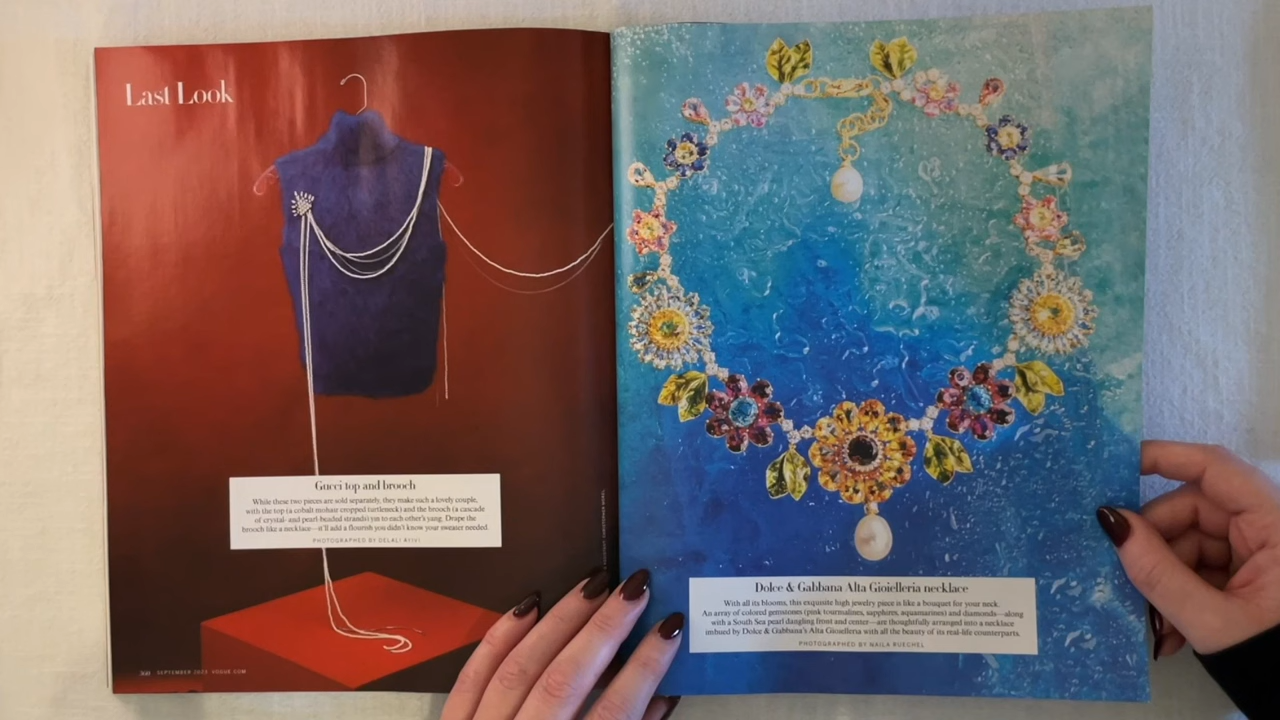 Last Look
Gucci top and brooch
While these two pieces are sold separately, they make such a lovely couple,
with the top (a cobalt mohair cropped turtleneck) and the brooch (a cascade
of crystal- and pearl-beaded strands) yin to each other's yang. Drape the
brooch like a necklace—it'll add a flourish you didn't know your sweater needed.
PHOTOGRAPHED BY DELALI
360 SEPTEMBER 2023 VOGUE.COM
Dolce & Gabbana Alta Gioielleria necklace
With all its blooms, this exquisite high jewelry piece is like a bouquet for your neck.
An array of colored gemstones (pink tourmalines, sapphires, aquamarines) and diamonds—along
with a South Sea pearl dangling front and center—are thoughtfully arranged into a necklace
imbued by Dolce & Gabbana's Alta Gioielleria with all the beauty of its real-life counterparts.
PHOTOGRAPHED BY NAILA RUECHEL